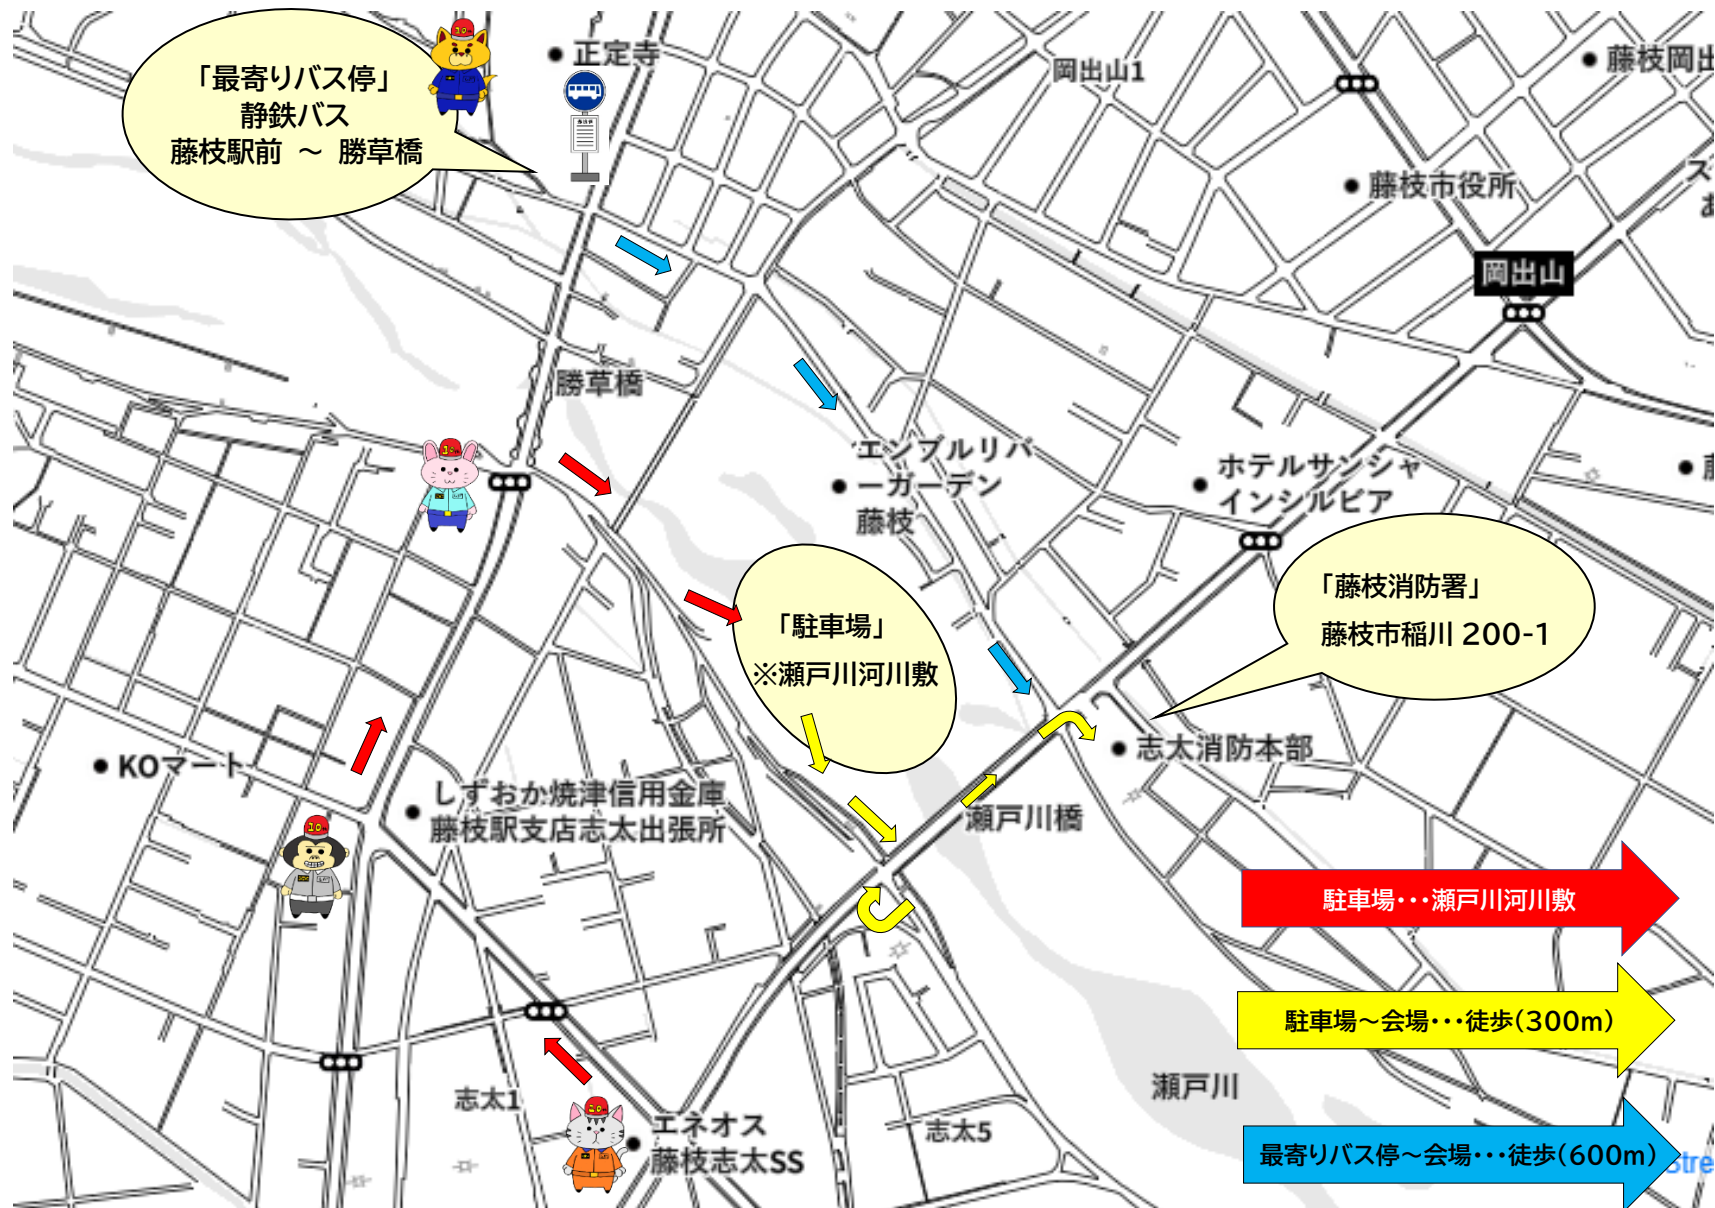 「最寄りバス停」
静鉄バス
藤枝駅前 ～ 勝草橋
正定寺
岡出山1
藤枝岡出
藤枝市役所
ス
あ
岡出山
勝草橋
エンブルリバ
ーガーデン
藤枝
ホテルサンシャ
インシルビア
藤
「駐車場」
※瀬戸川河川敷
「藤枝消防署」
藤枝市稲川 200-1
志太消防本部
KOマート
しずおか焼津信用金庫
藤枝駅支店志太出張所
瀬戸川橋
駐車場・・・瀬戸川河川敷
駐車場～会場・・・徒歩(300m)
瀬戸川
志太1
エネオス
藤枝志太SS
志太5
最寄りバス停～会場・・・徒歩(600m)
Stre